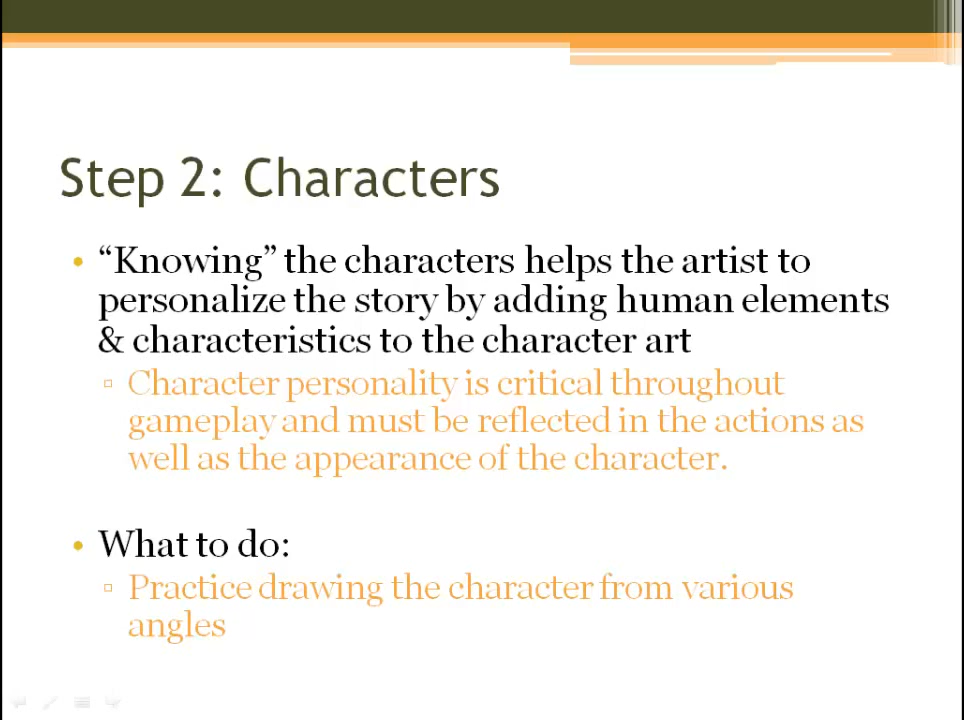 Step 2: Characters
• “Knowing” the characters helps the artist to
personalize the story by adding human elements
& characteristics to the character art
▫ Character personality is critical throughout
gameplay and must be reflected in the actions as
well as the appearance of the character.
• What to do:
▫ Practice drawing the character from various
angles